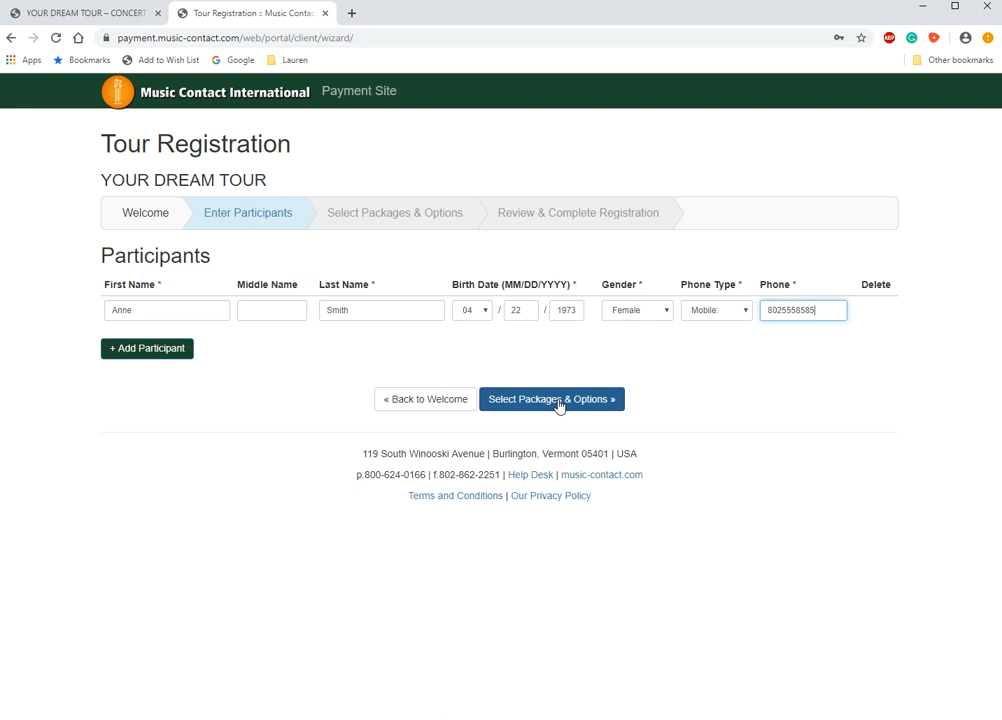 YOUR DREAM TOUR – CONCERT
Tour Registration :: Music Contac
payment.music-contact.com/web/portal/client/wizard/
ABP
Apps
Bookmarks
Add to Wish List
Google
Lauren
Other bookmarks
Music Contact International Payment Site
Tour Registration
YOUR DREAM TOUR
Welcome Enter Participants Select Packages & Options Review & Complete Registration
Participants
First Name * Middle Name Last Name * Birth Date (MM/DD/YYYY) * Gender * Phone Type * Phone * Delete
Anne Smith 04 / 22 / 1973 Female Mobile: 8025558585
+ Add Participant
« Back to Welcome Select Packages & Options »
119 South Winooski Avenue | Burlington, Vermont 05401 | USA
p.800-624-0166 | f.802-862-2251 | Help Desk | music-contact.com
Terms and Conditions | Our Privacy Policy